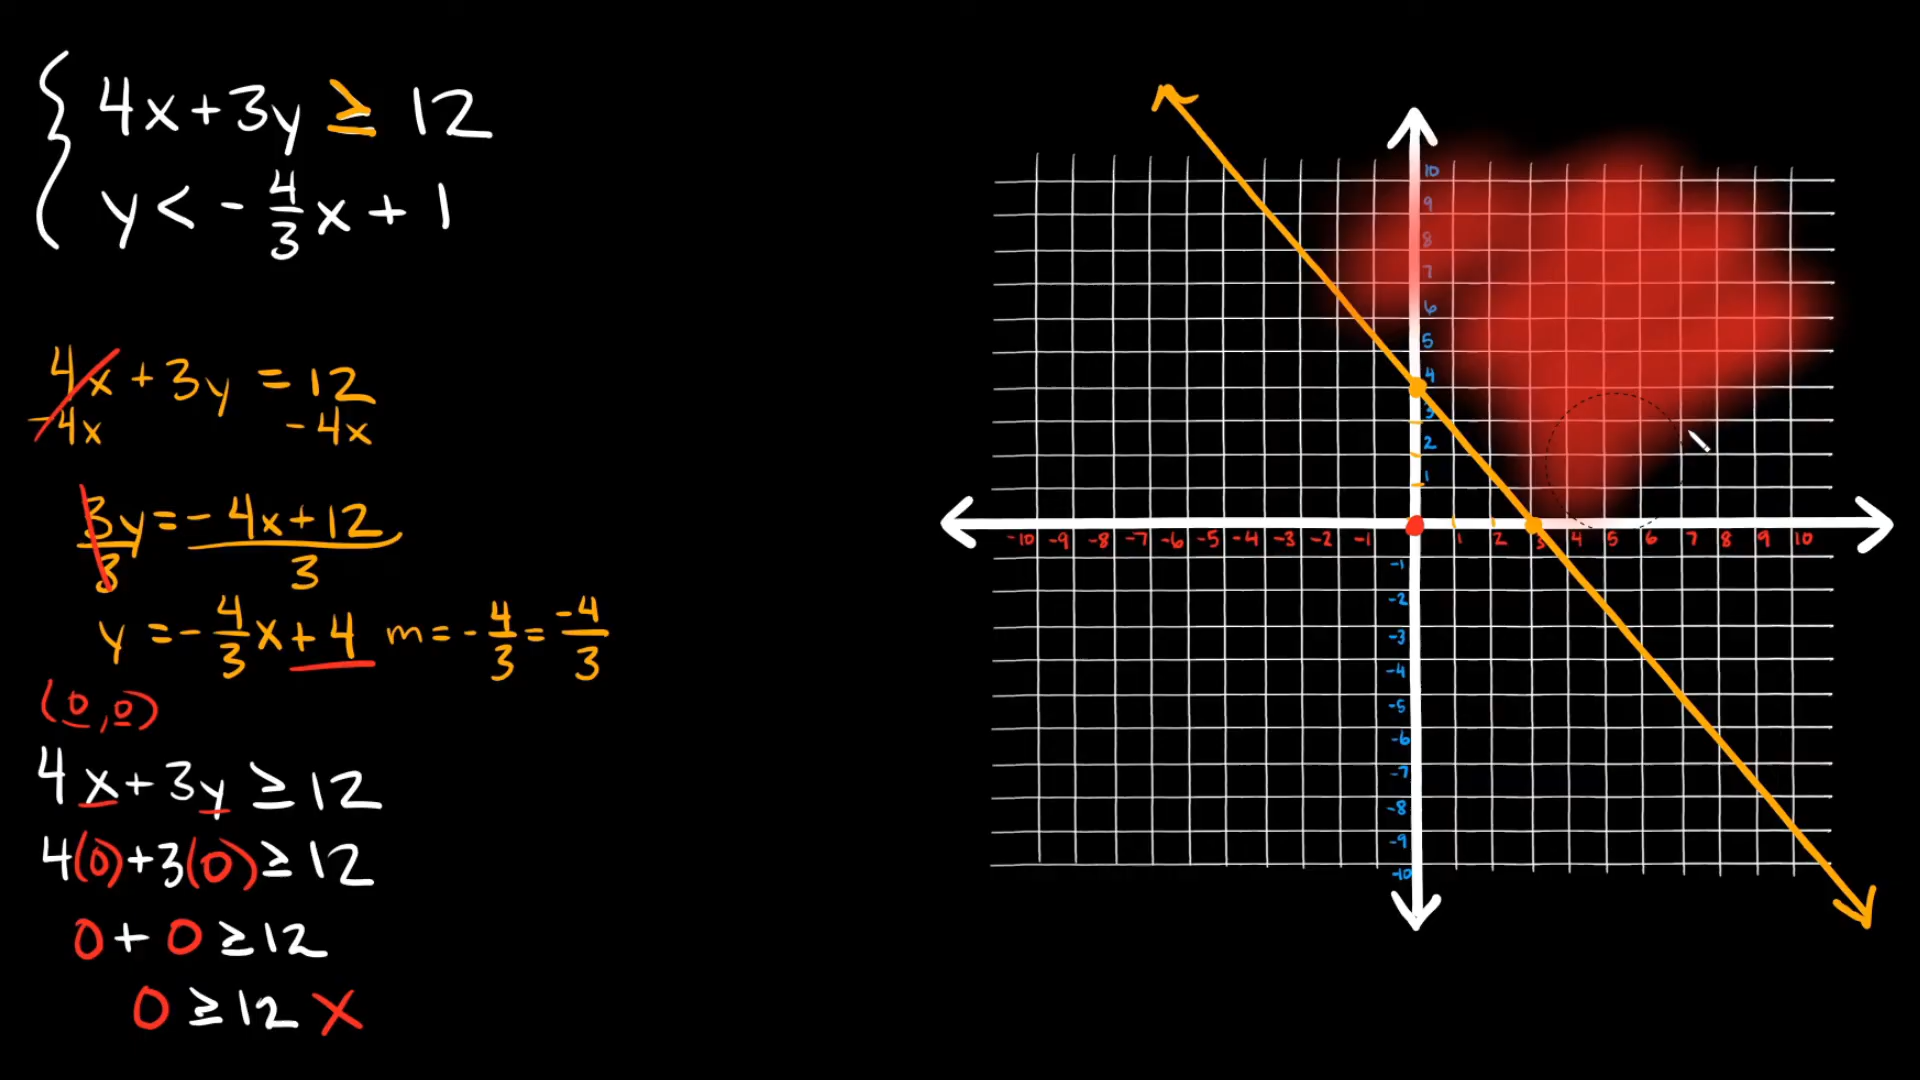 4x+3y ≥ 12
y < - 4/3 x + 1
4x + 3y = 12
-4x - 4x
3y = - 4x + 12
3 3
y = - 4/3 x + 4 m = - 4/3 = -4/3
(0,0)
4x + 3y ≥ 12
4(0)+3(0) ≥ 12
0 + 0 ≥ 12
0 ≥ 12 X
10
9
8
7
6
5
4
3
2
1
-10 -9 -8 -7 -6 -5 -4 -3 -2 -1 1 2 3 4 5 6 7 8 9 10
-1
-2
-3
-4
-5
-6
-7
-8
-9
-10